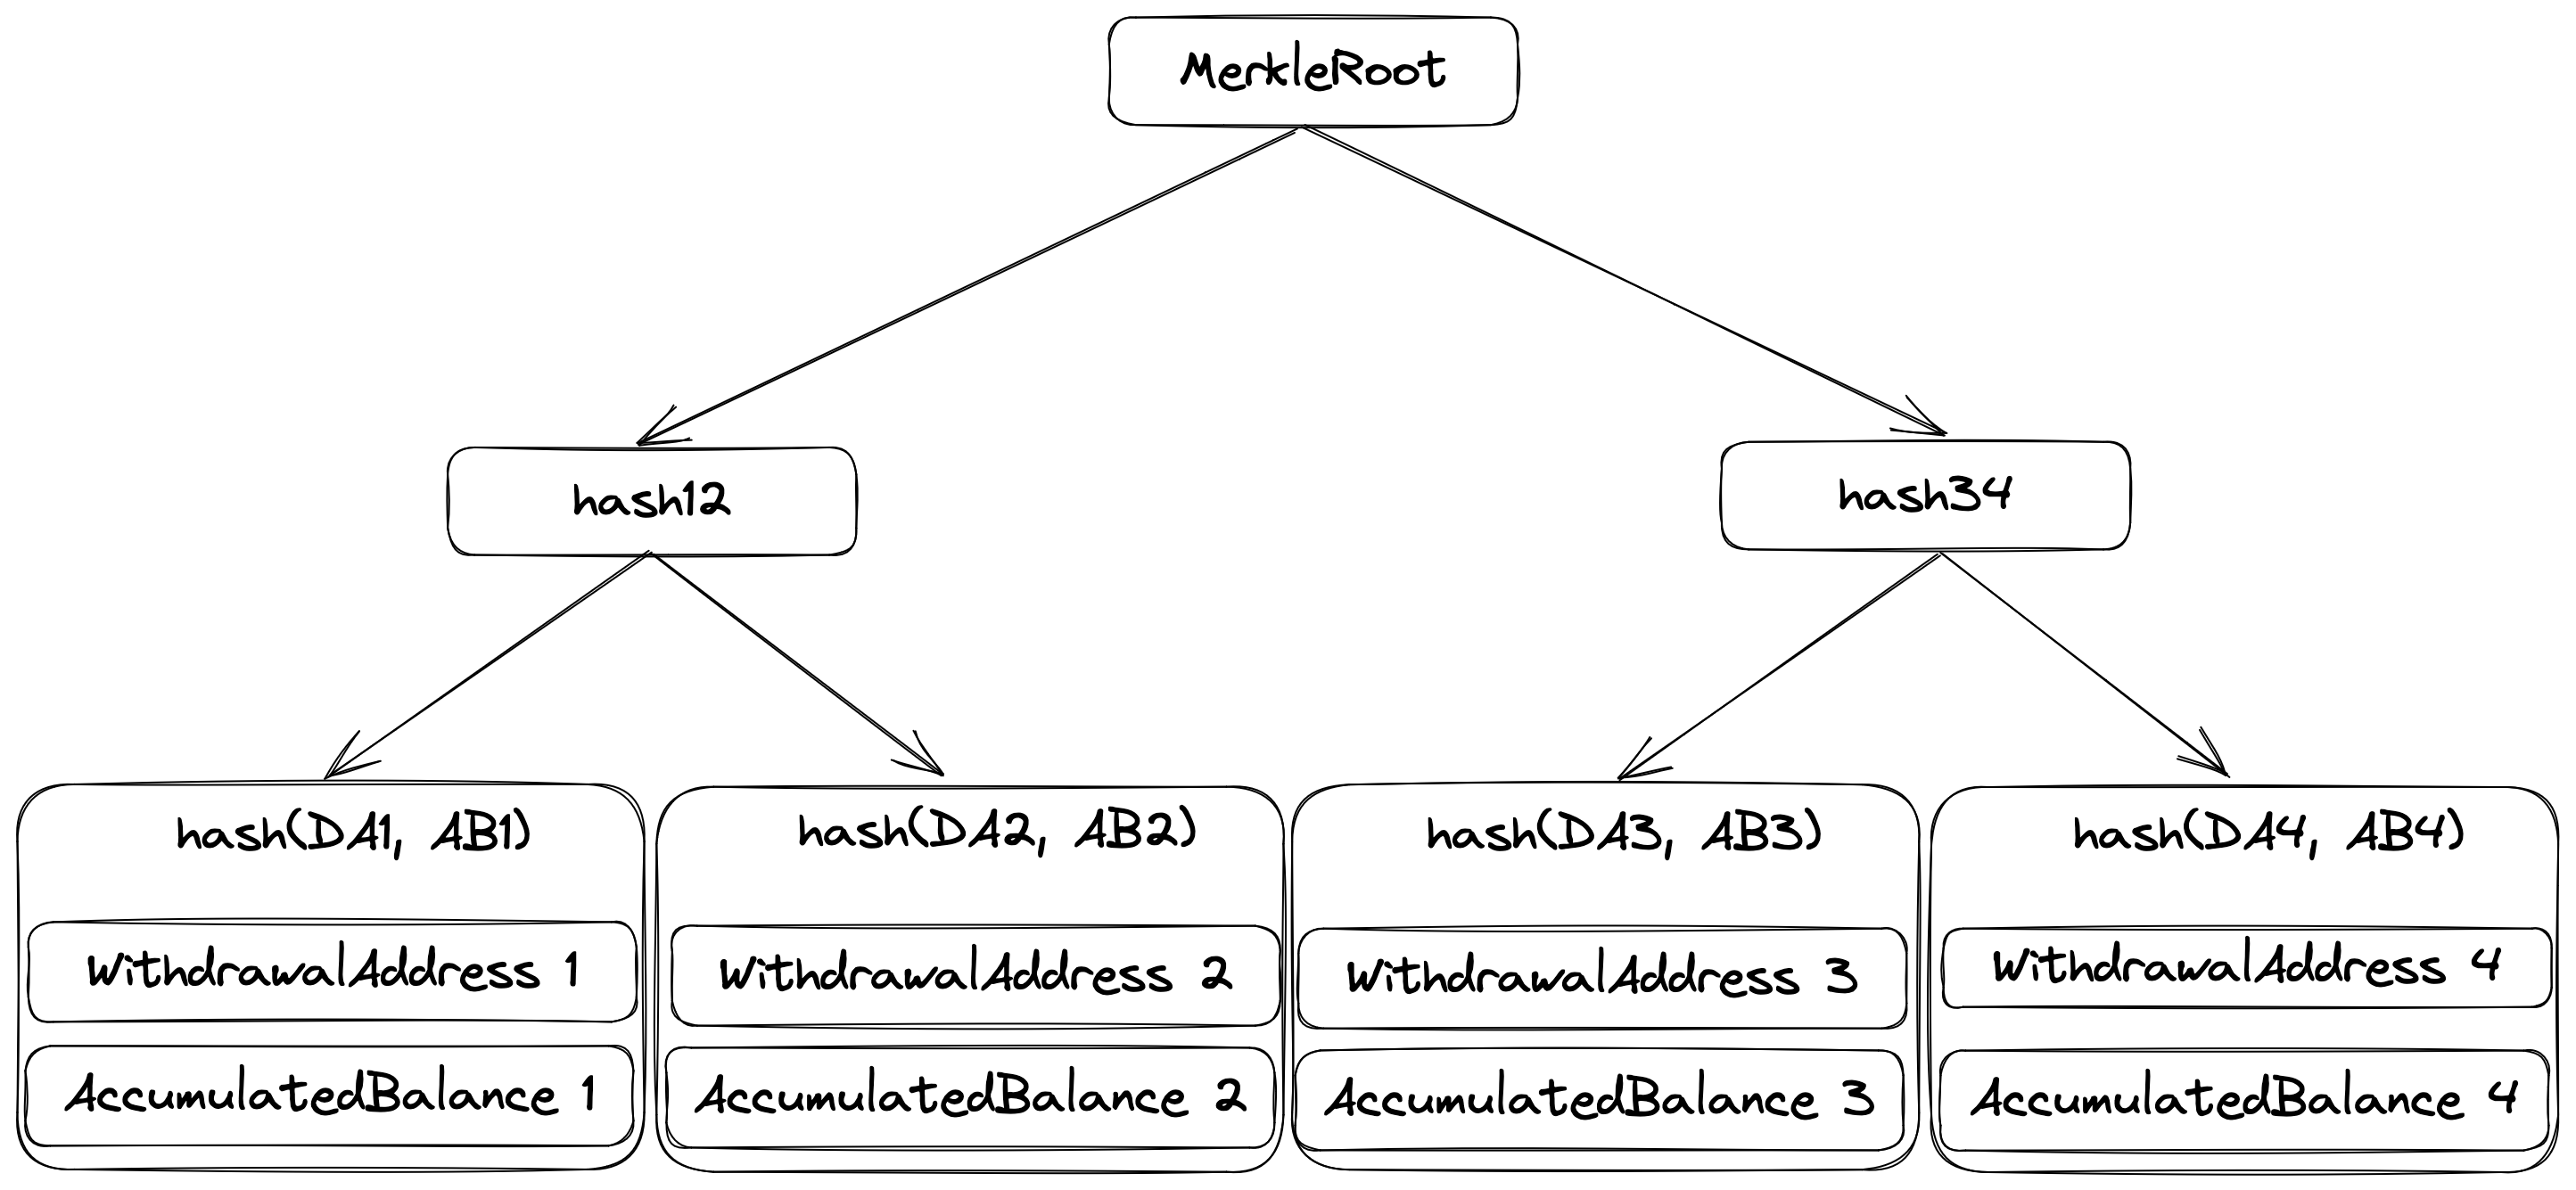 MerkleRoot
hash12
hash34
hash(DA1, AB1)
WithdrawalAddress 1
AccumulatedBalance 1
hash(DA2, AB2)
WithdrawalAddress 2
AccumulatedBalance 2
hash(DA3, AB3)
WithdrawalAddress 3
AccumulatedBalance 3
hash(DA4, AB4)
WithdrawalAddress 4
AccumulatedBalance 4